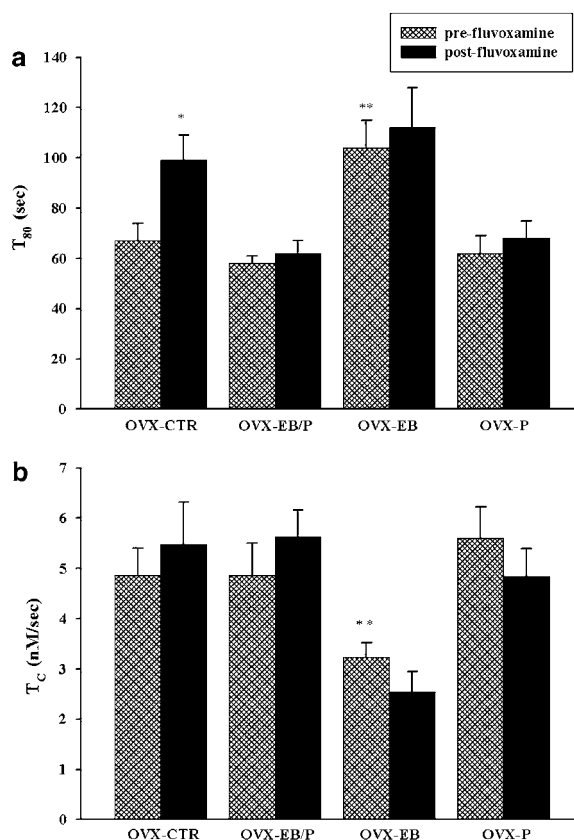 pre-fluvoxamine
post-fluvoxamine
a
140
120
100
80
60
40
20
0
T80 (sec)
*
**
OVX-CTR OVX-EB/P OVX-EB OVX-P
b
7
6
5
4
3
2
1
0
TC (nM/sec)
**
OVX-CTR OVX-EB/P OVX-EB OVX-P